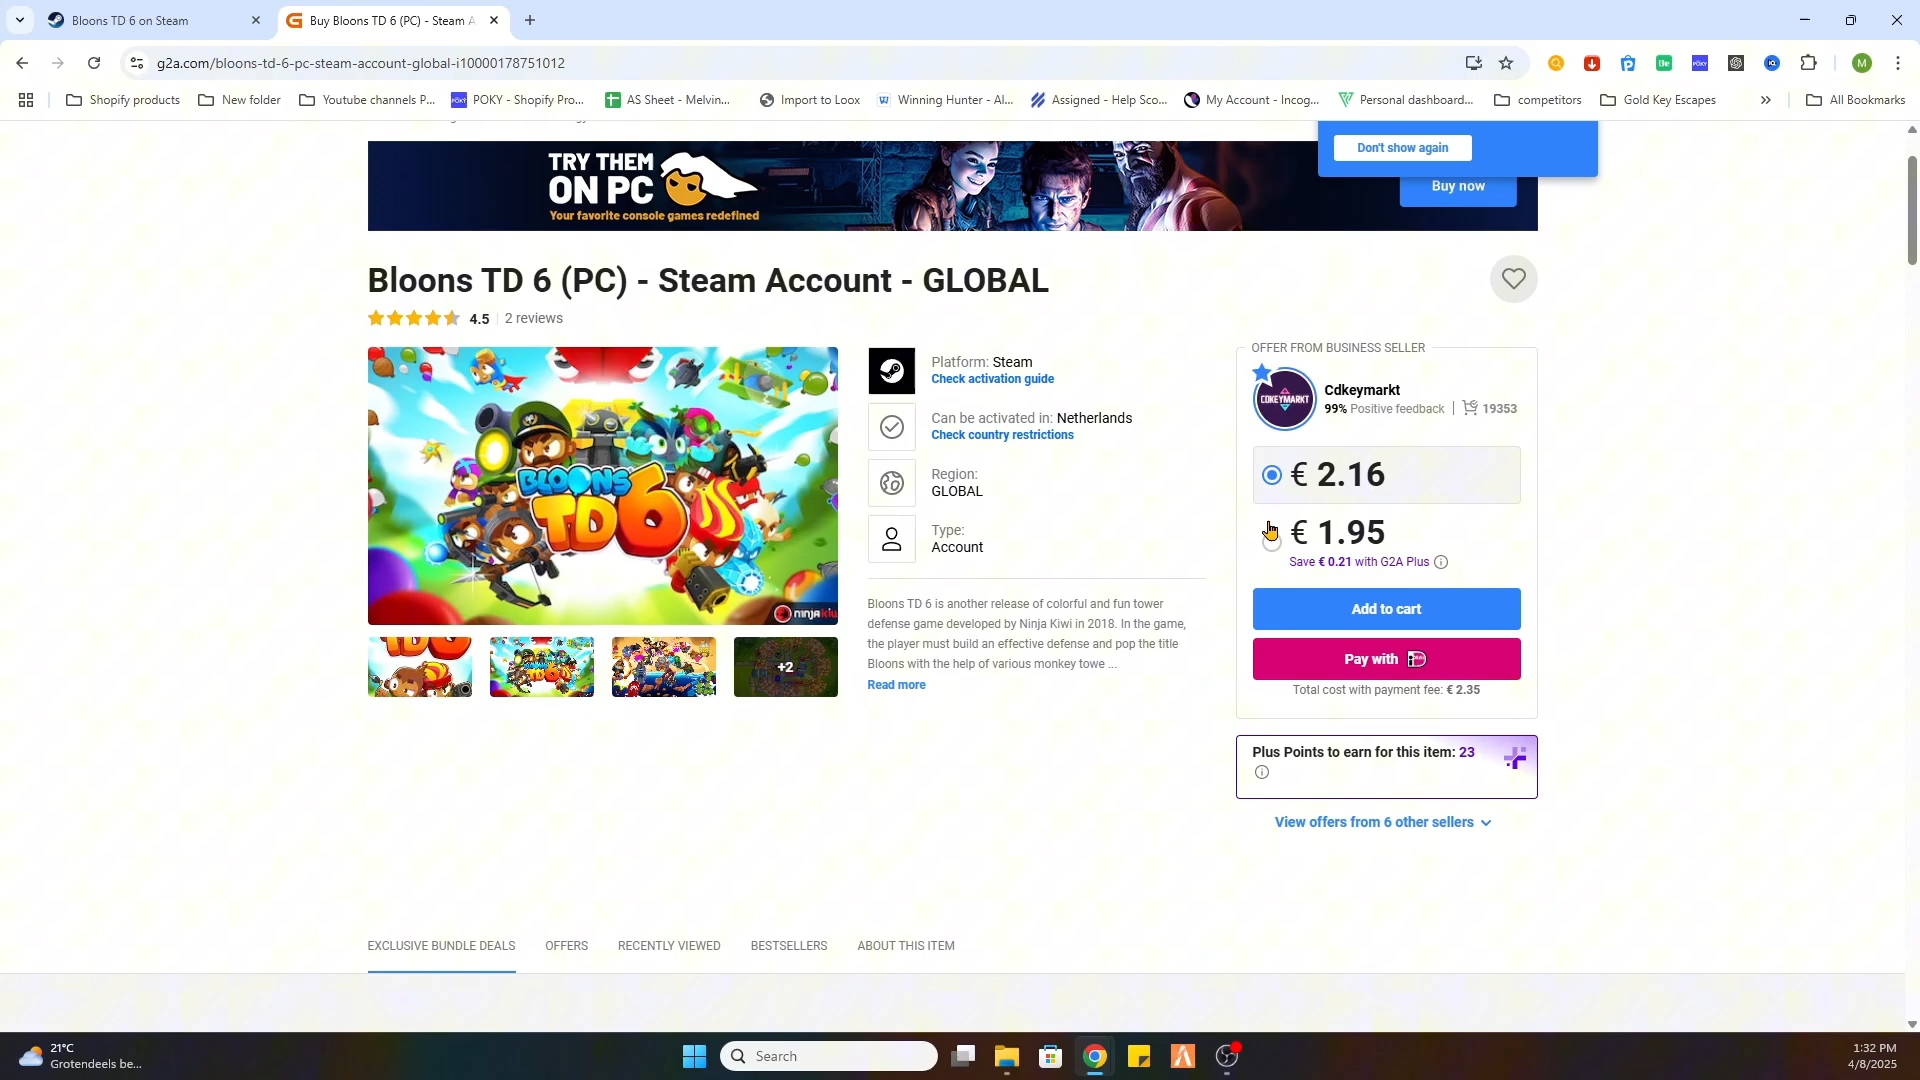 Bloons TD 6 on Steam
Buy Bloons TD 6 (PC) - Steam A
g2a.com/bloons-td-6-pc-steam-account-global-i10000178751012
M
Shopify products
New folder
Youtube channels P...
POKY - Shopify Pro...
AS Sheet - Melvin...
Import to Loox
Winning Hunter - AI...
Assigned - Help Sco...
My Account - Incog...
Personal dashboard...
competitors
Gold Key Escapes
All Bookmarks
Don't show again
TRY THEM
ON PC
Your favorite console games redefined
Buy now
Bloons TD 6 (PC) - Steam Account - GLOBAL
4.5
2 reviews
BLOONS
TD6
Platform: Steam
Check activation guide
Can be activated in: Netherlands
Check country restrictions
Region:
GLOBAL
Type:
Account
Bloons TD 6 is another release of colorful and fun tower
defense game developed by Ninja Kiwi in 2018. In the game,
the player must build an effective defense and pop the title
Bloons with the help of various monkey towe ...
Read more
+2
OFFER FROM BUSINESS SELLER
CDKEYMARKT
Cdkeymarkt
99% Positive feedback
19353
€ 2.16
€ 1.95
Save € 0.21 with G2A Plus
Add to cart
Pay with
Total cost with payment fee: € 2.35
Plus Points to earn for this item: 23
View offers from 6 other sellers
EXCLUSIVE BUNDLE DEALS
OFFERS
RECENTLY VIEWED
BESTSELLERS
ABOUT THIS ITEM
21°C
Grotendeels be...
Search
1:32 PM
4/8/2025